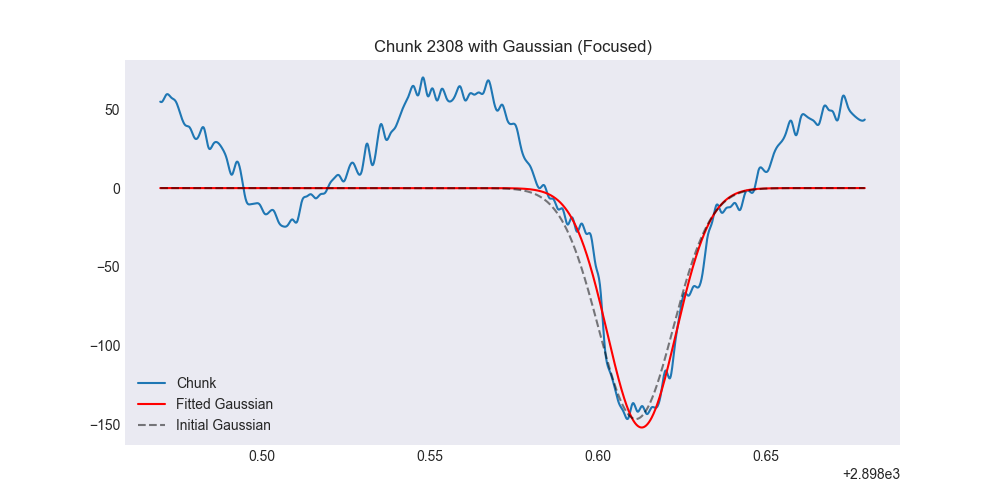 Chunk 2308 with Gaussian (Focused)
50
0
−50
−100
−150
Chunk
Fitted Gaussian
Initial Gaussian
0.50 0.55 0.60 0.65
+2.898e3